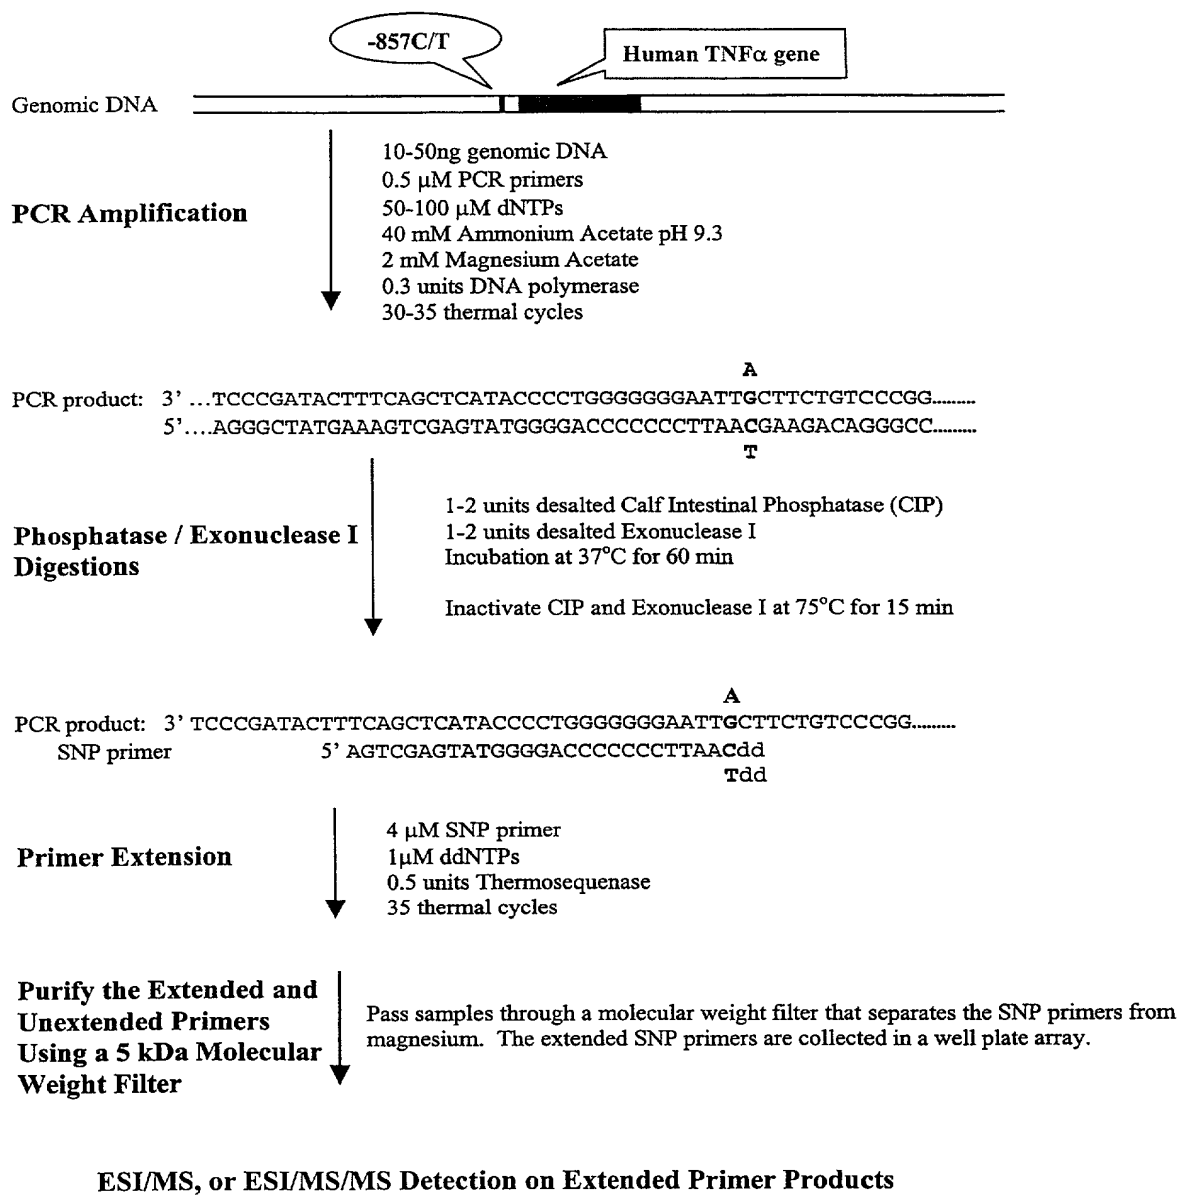 -857C/T
Human TNFα gene
Genomic DNA
10-50ng genomic DNA
0.5 µM PCR primers
PCR Amplification
50-100 µM dNTPs
40 mM Ammonium Acetate pH 9.3
2 mM Magnesium Acetate
0.3 units DNA polymerase
30-35 thermal cycles
A
PCR product: 3' ...TCCCGATACTTTCAGCTCATACCCCTGGGGGGGAATTGCTTCTGTCCCGG.........
5'....AGGGCTATGAAAGTCGAGTATGGGGACCCCCCCTTAACGAAGACAGGGCC.........
T
1-2 units desalted Calf Intestinal Phosphatase (CIP)
Phosphatase / Exonuclease I
1-2 units desalted Exonuclease I
Digestions
Incubation at 37°C for 60 min
Inactivate CIP and Exonuclease I at 75°C for 15 min
A
PCR product: 3' TCCCGATACTTTCAGCTCATACCCCTGGGGGGGAATTGCTTCTGTCCCGG.........
SNP primer 5' AGTCGAGTATGGGGACCCCCCCTTAACdd
Tdd
4 µM SNP primer
Primer Extension
1µM ddNTPs
0.5 units Thermosequenase
35 thermal cycles
Purify the Extended and
Unextended Primers
Using a 5 kDa Molecular
Weight Filter
Pass samples through a molecular weight filter that separates the SNP primers from
magnesium. The extended SNP primers are collected in a well plate array.
ESI/MS, or ESI/MS/MS Detection on Extended Primer Products